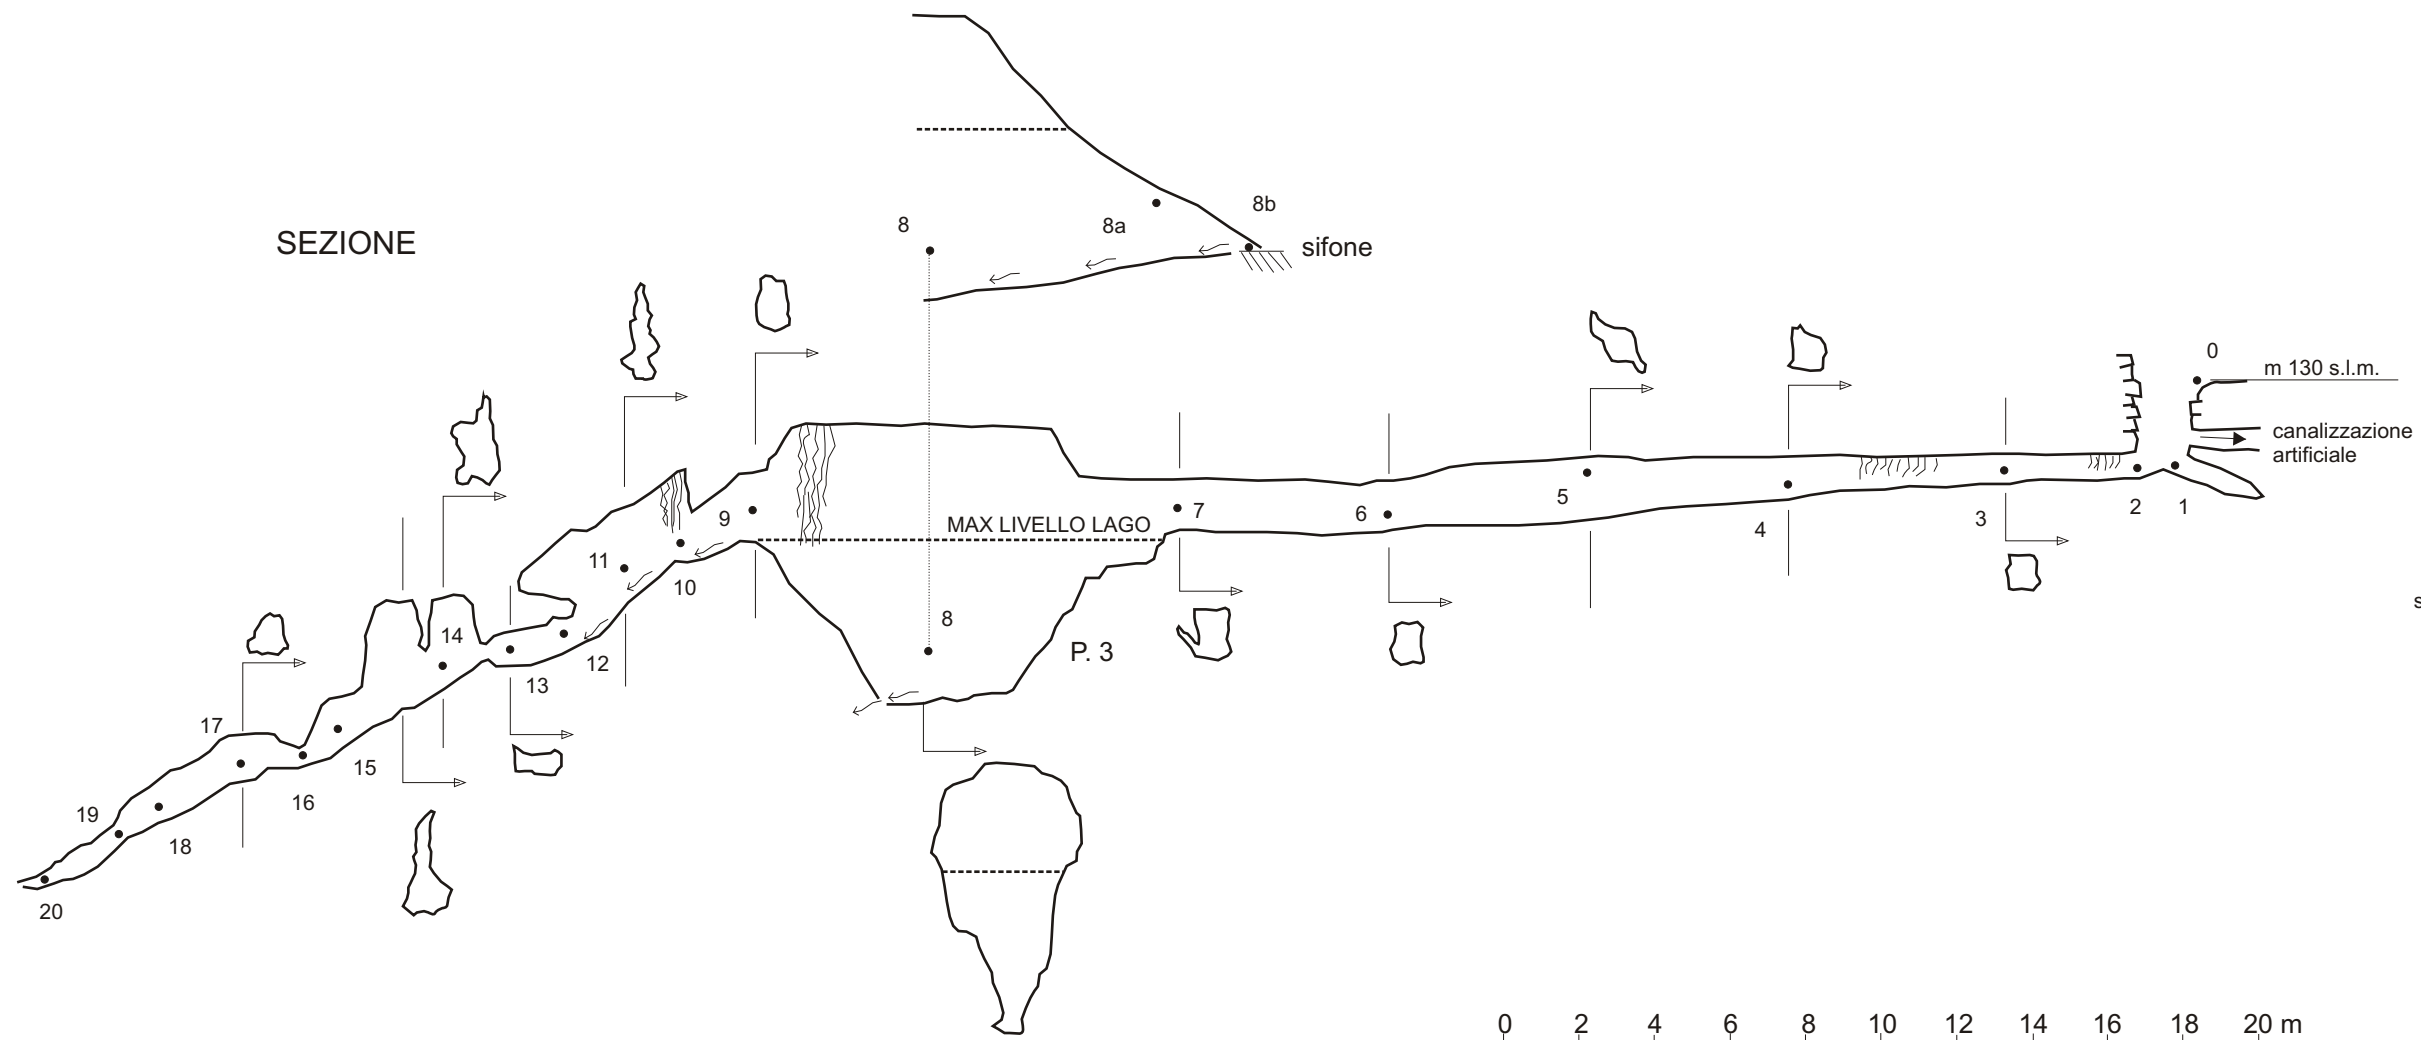 8b
8
8a
SEZIONE
sifone
0
m 130 s.l.m.
canalizzazione
artificiale
9
MAX LIVELLO LAGO
7
6
5
4
3
2
1
11
10
8
14
12
P. 3
13
17
15
16
19
18
20
s
0 2 4 6 8 10 12 14 16 18 20 m